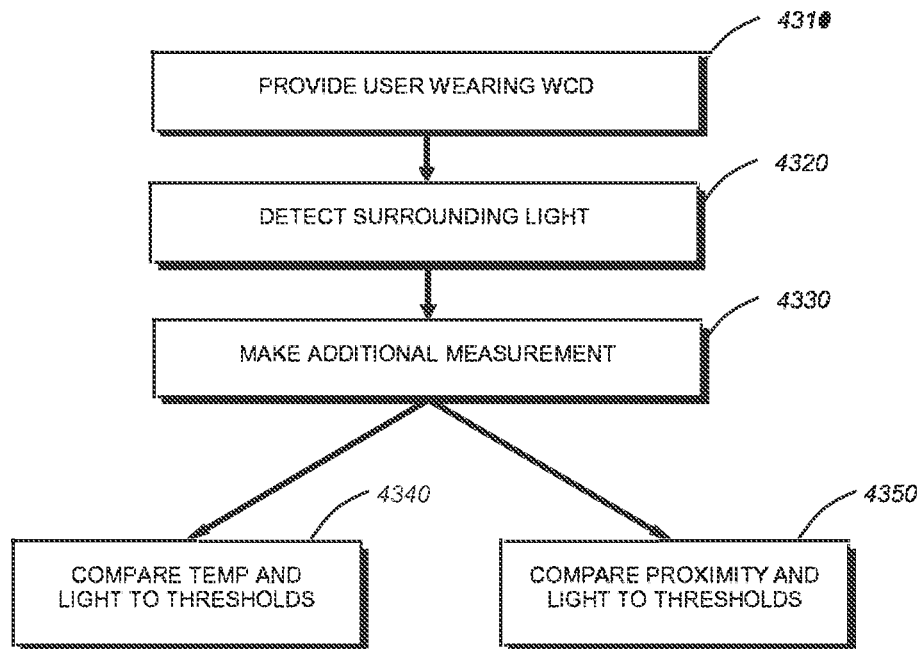 4310
PROVIDE USER WEARING WCD
4320
DETECT SURROUNDING LIGHT
4330
MAKE ADDITIONAL MEASUREMENT
4340
4350
COMPARE TEMP AND
LIGHT TO THRESHOLDS
COMPARE PROXIMITY AND
LIGHT TO THRESHOLDS